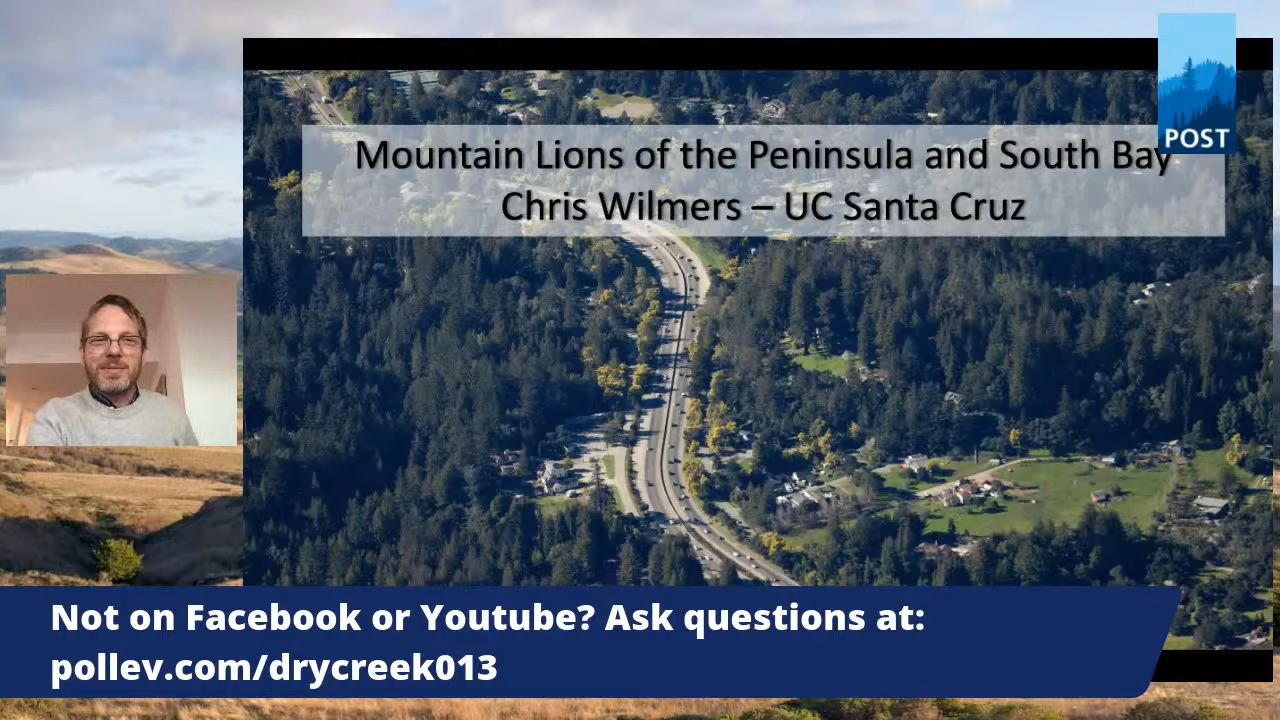 POST
Mountain Lions of the Peninsula and South Bay
Chris Wilmers – UC Santa Cruz
Not on Facebook or Youtube? Ask questions at:
pollev.com/drycreek013